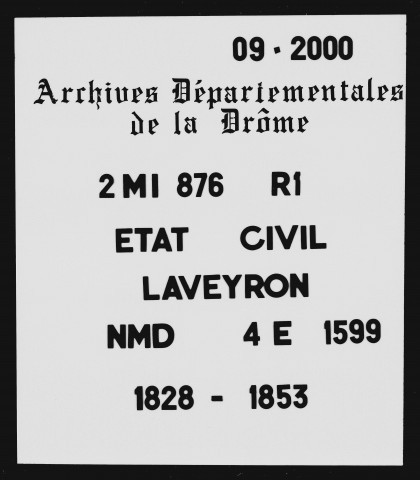 09 · 2000
Archives Départementales
de la Drôme
2 MI 876 R1
ETAT CIVIL
LAVEYRON
NMD 4 E 1599
1828 - 1853